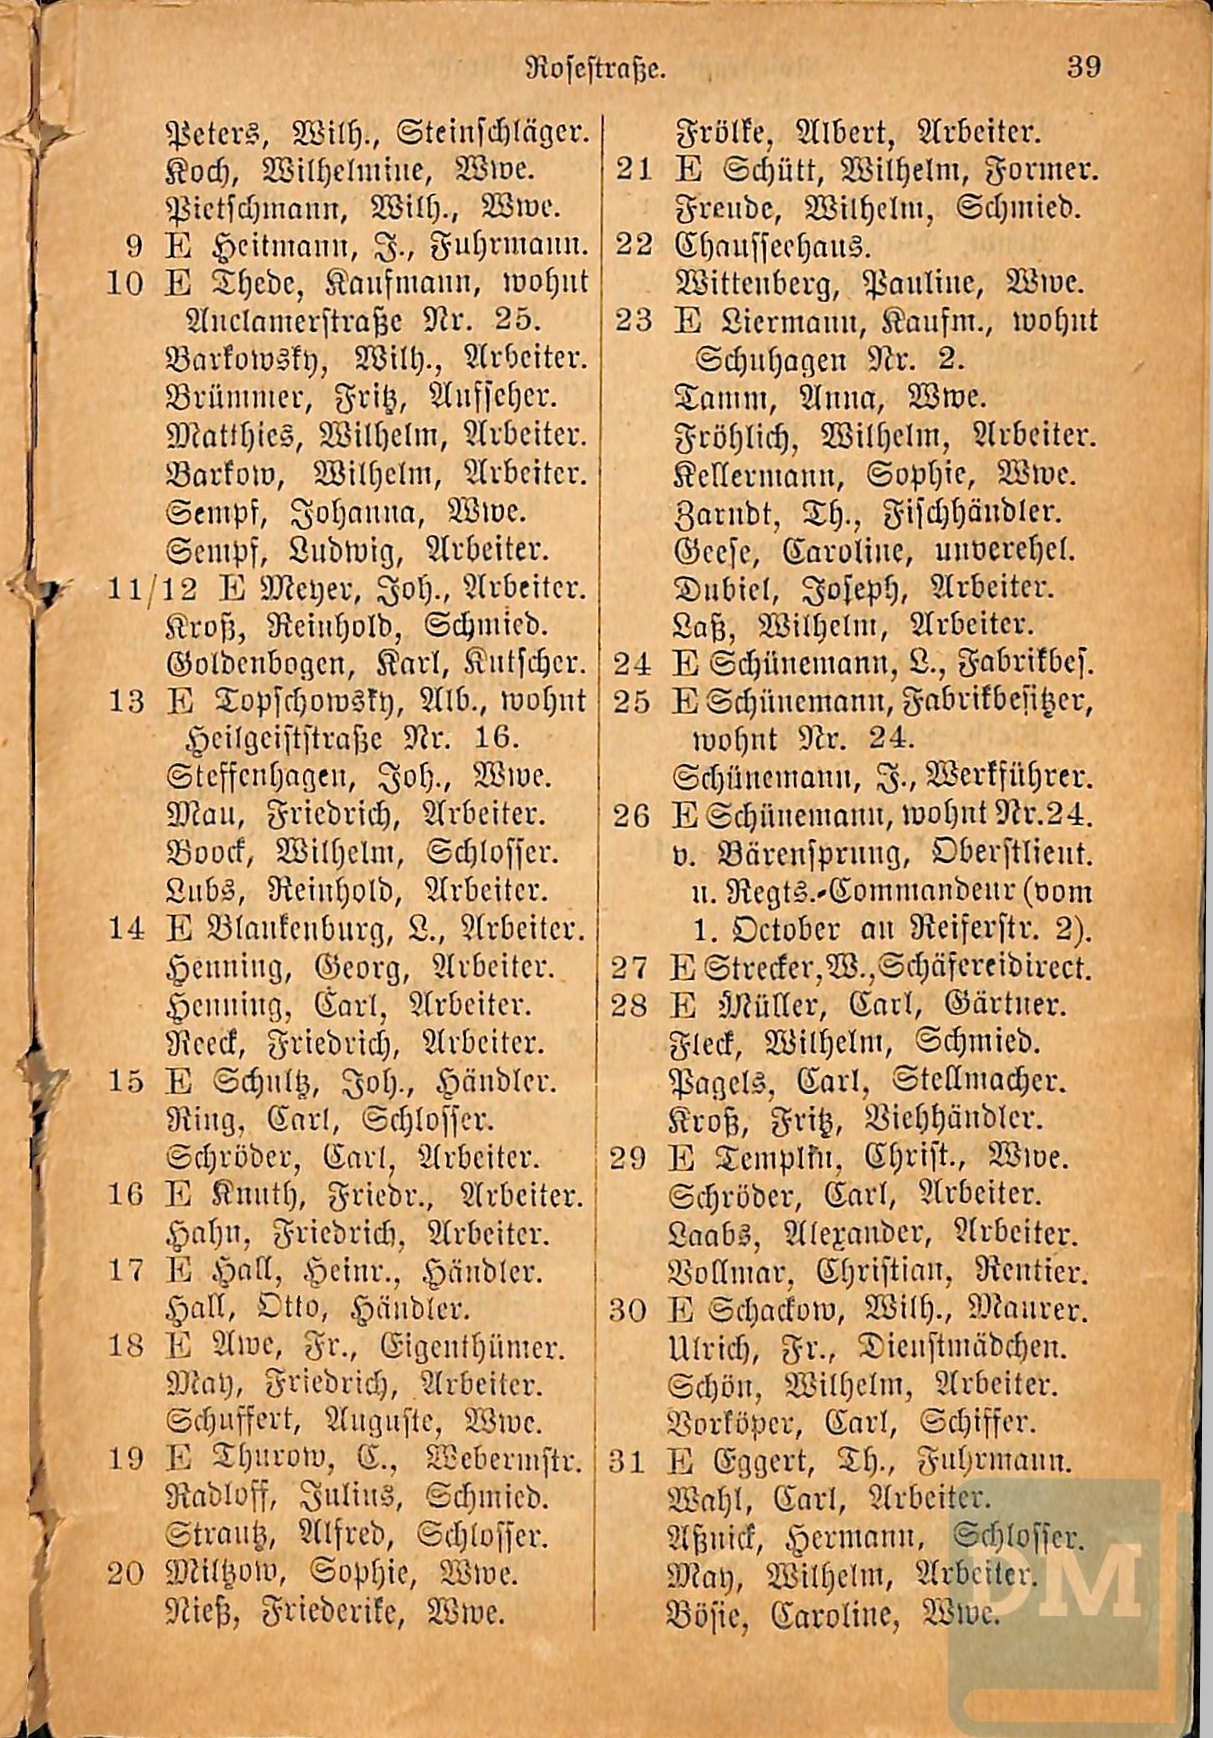 Rosestraße. 39
Peters, Wilh., Steinschläger.
Koch, Wilhelmine, Wwe.
Pietschmann, Wilh., Wwe.
9 E Heitmann, J., Fuhrmann.
10 E Thede, Kaufmann, wohnt
Anclamerstraße Nr. 25.
Barkowsky, Wilh., Arbeiter.
Brümmer, Fritz, Aufseher.
Matthies, Wilhelm, Arbeiter.
Barkow, Wilhelm, Arbeiter.
Sempf, Johanna, Wwe.
Sempf, Ludwig, Arbeiter.
11/12 E Meyer, Joh., Arbeiter.
Kroß, Reinhold, Schmied.
Goldenbogen, Karl, Kutscher.
13 E Topschowsky, Alb., wohnt
Heilgeiststraße Nr. 16.
Steffenhagen, Joh., Wwe.
Mau, Friedrich, Arbeiter.
Boock, Wilhelm, Schlosser.
Lubs, Reinhold, Arbeiter.
14 E Blankenburg, L., Arbeiter.
Henning, Georg, Arbeiter.
Henning, Carl, Arbeiter.
Reeck, Friedrich, Arbeiter.
15 E Schultz, Joh., Händler.
Ring, Carl, Schlosser.
Schröder, Carl, Arbeiter.
16 E Knuth, Friedr., Arbeiter.
Hahn, Friedrich, Arbeiter.
17 E Hall, Heinr., Händler.
Hall, Otto, Händler.
18 E Awe, Fr., Eigenthümer.
May, Friedrich, Arbeiter.
Schuffert, Auguste, Wwe.
19 E Thurow, C., Webermstr.
Radloff, Julius, Schmied.
Strautz, Alfred, Schlosser.
20 Miltzow, Sophie, Wwe.
Nieß, Friederike, Wwe.
Frölke, Albert, Arbeiter.
21 E Schütt, Wilhelm, Former.
Freude, Wilhelm, Schmied.
22 Chausseehaus.
Wittenberg, Pauline, Wwe.
23 E Liermann, Kaufm., wohnt
Schuhagen Nr. 2.
Tamm, Anna, Wwe.
Fröhlich, Wilhelm, Arbeiter.
Kellermann, Sophie, Wwe.
Zarndt, Th., Fischhändler.
Geese, Caroline, unverehel.
Dubiel, Joseph, Arbeiter.
Laß, Wilhelm, Arbeiter.
24 E Schünemann, L., Fabrikbes.
25 E Schünemann, Fabrikbesitzer,
wohnt Nr. 24.
Schünemann, J., Werkführer.
26 E Schünemann, wohnt Nr. 24.
v. Bärensprung, Oberstlient.
u. Regts.-Commandeur (vom
1. October an Reiferstr. 2).
27 E Strecker, W., Schäfereidirect.
28 E Müller, Carl, Gärtner.
Fleck, Wilhelm, Schmied.
Pagels, Carl, Stellmacher.
Kroß, Fritz, Viehhändler.
29 E Templin, Christ., Wwe.
Schröder, Carl, Arbeiter.
Laabs, Alexander, Arbeiter.
Vollmar, Christian, Rentier.
30 E Schackow, Wilh., Maurer.
Ulrich, Fr., Dienstmädchen.
Schön, Wilhelm, Arbeiter.
Vorköper, Carl, Schiffer.
31 E Eggert, Th., Fuhrmann.
Wahl, Carl, Arbeiter.
Aßnick, Hermann, Schlosser.
May, Wilhelm, Arbeiter.
Bösie, Caroline, Wwe.
DM